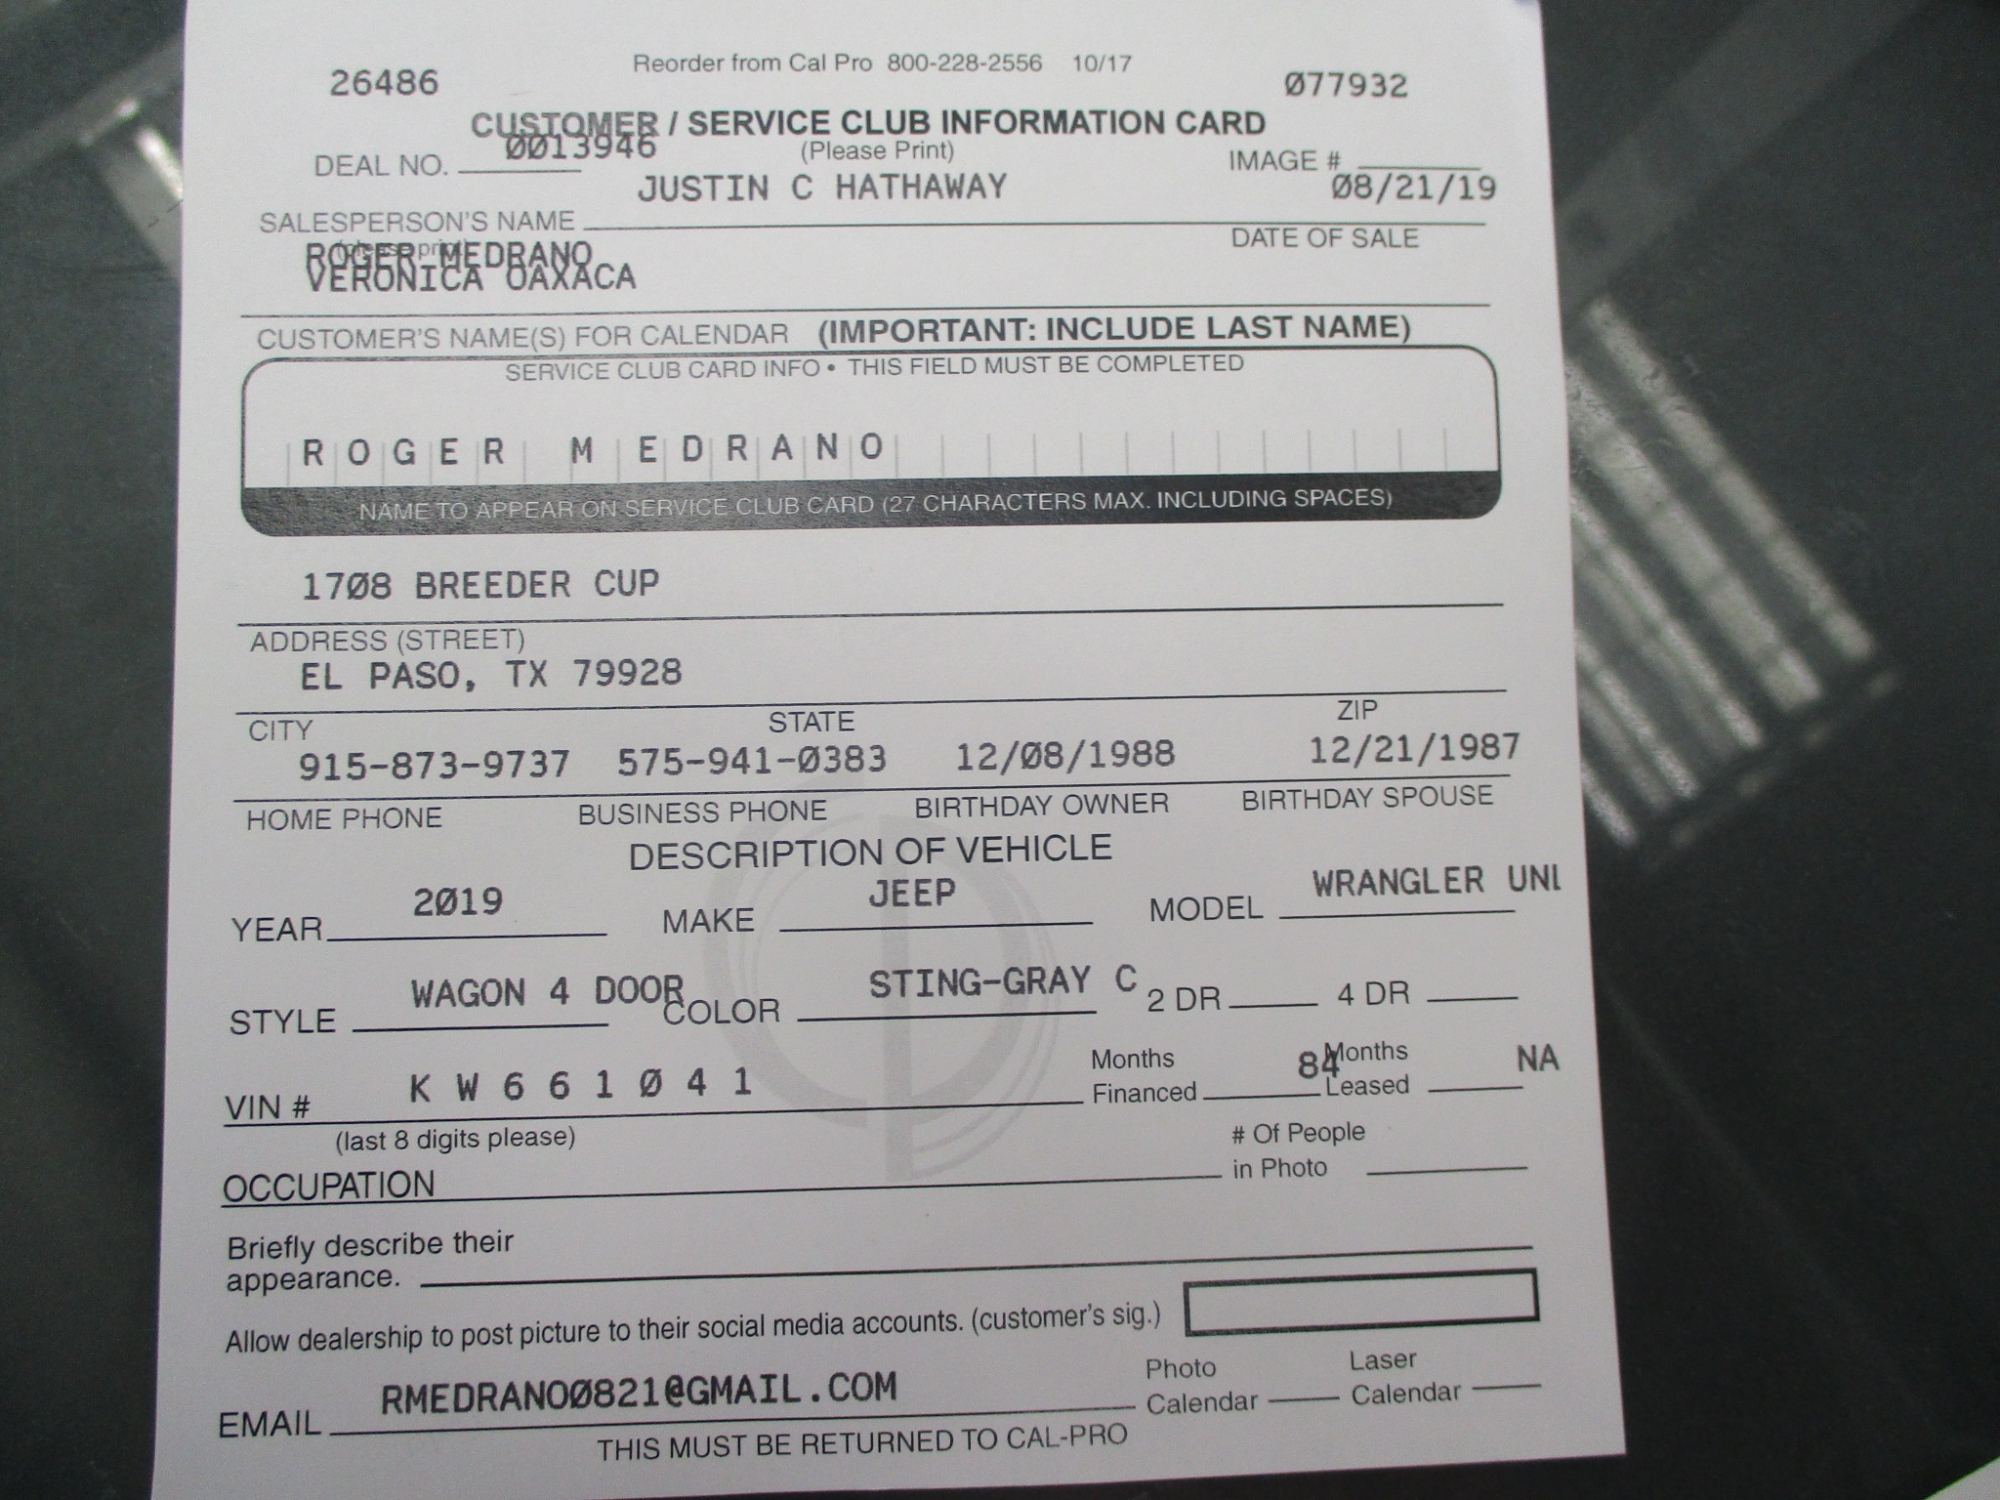 Reorder from Cal Pro 800-228-2556 10/17
26486 Ø77932
CUSTOMER / SERVICE CLUB INFORMATION CARD
DEAL NO. ØØ13946 (Please Print) IMAGE #
JUSTIN C HATHAWAY Ø8/21/19
SALESPERSON'S NAME DATE OF SALE
(please print)
ROGER MEDRANO
VERONICA OAXACA
CUSTOMER'S NAME(S) FOR CALENDAR (IMPORTANT: INCLUDE LAST NAME)
SERVICE CLUB CARD INFO • THIS FIELD MUST BE COMPLETED
ROGER MEDRANO
NAME TO APPEAR ON SERVICE CLUB CARD (27 CHARACTERS MAX. INCLUDING SPACES)
17Ø8 BREEDER CUP
ADDRESS (STREET)
EL PASO, TX 79928
CITY STATE ZIP
915-873-9737 575-941-Ø383 12/Ø8/1988 12/21/1987
HOME PHONE BUSINESS PHONE BIRTHDAY OWNER BIRTHDAY SPOUSE
DESCRIPTION OF VEHICLE
YEAR 2Ø19 MAKE JEEP MODEL WRANGLER UNL
STYLE WAGON 4 DOOR COLOR STING-GRAY C 2 DR 4 DR
VIN # K W 6 6 1 Ø 4 1 Months Financed 84 Months Leased NA
(last 8 digits please) # Of People
OCCUPATION in Photo
Briefly describe their
appearance.
Allow dealership to post picture to their social media accounts. (customer's sig.)
EMAIL RMEDRANOØ821@GMAIL.COM Photo Calendar Laser Calendar
THIS MUST BE RETURNED TO CAL-PRO